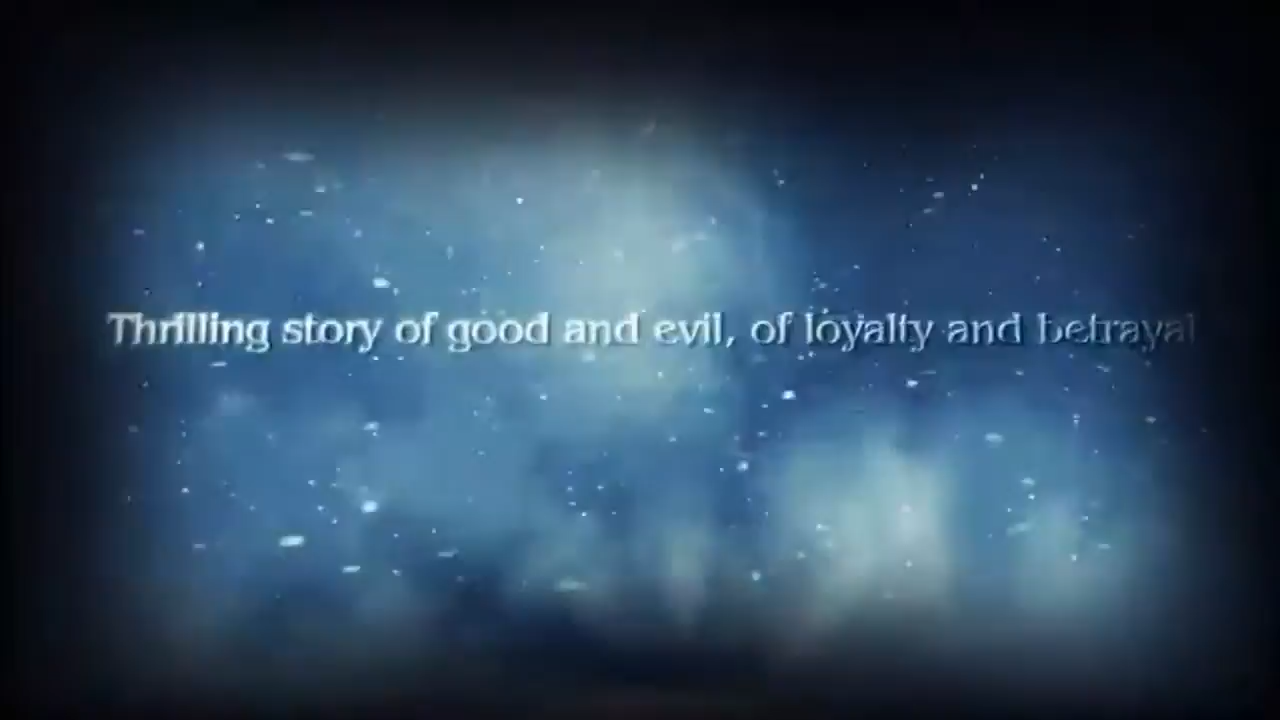 Thrilling story of good and evil, of loyalty and betrayal